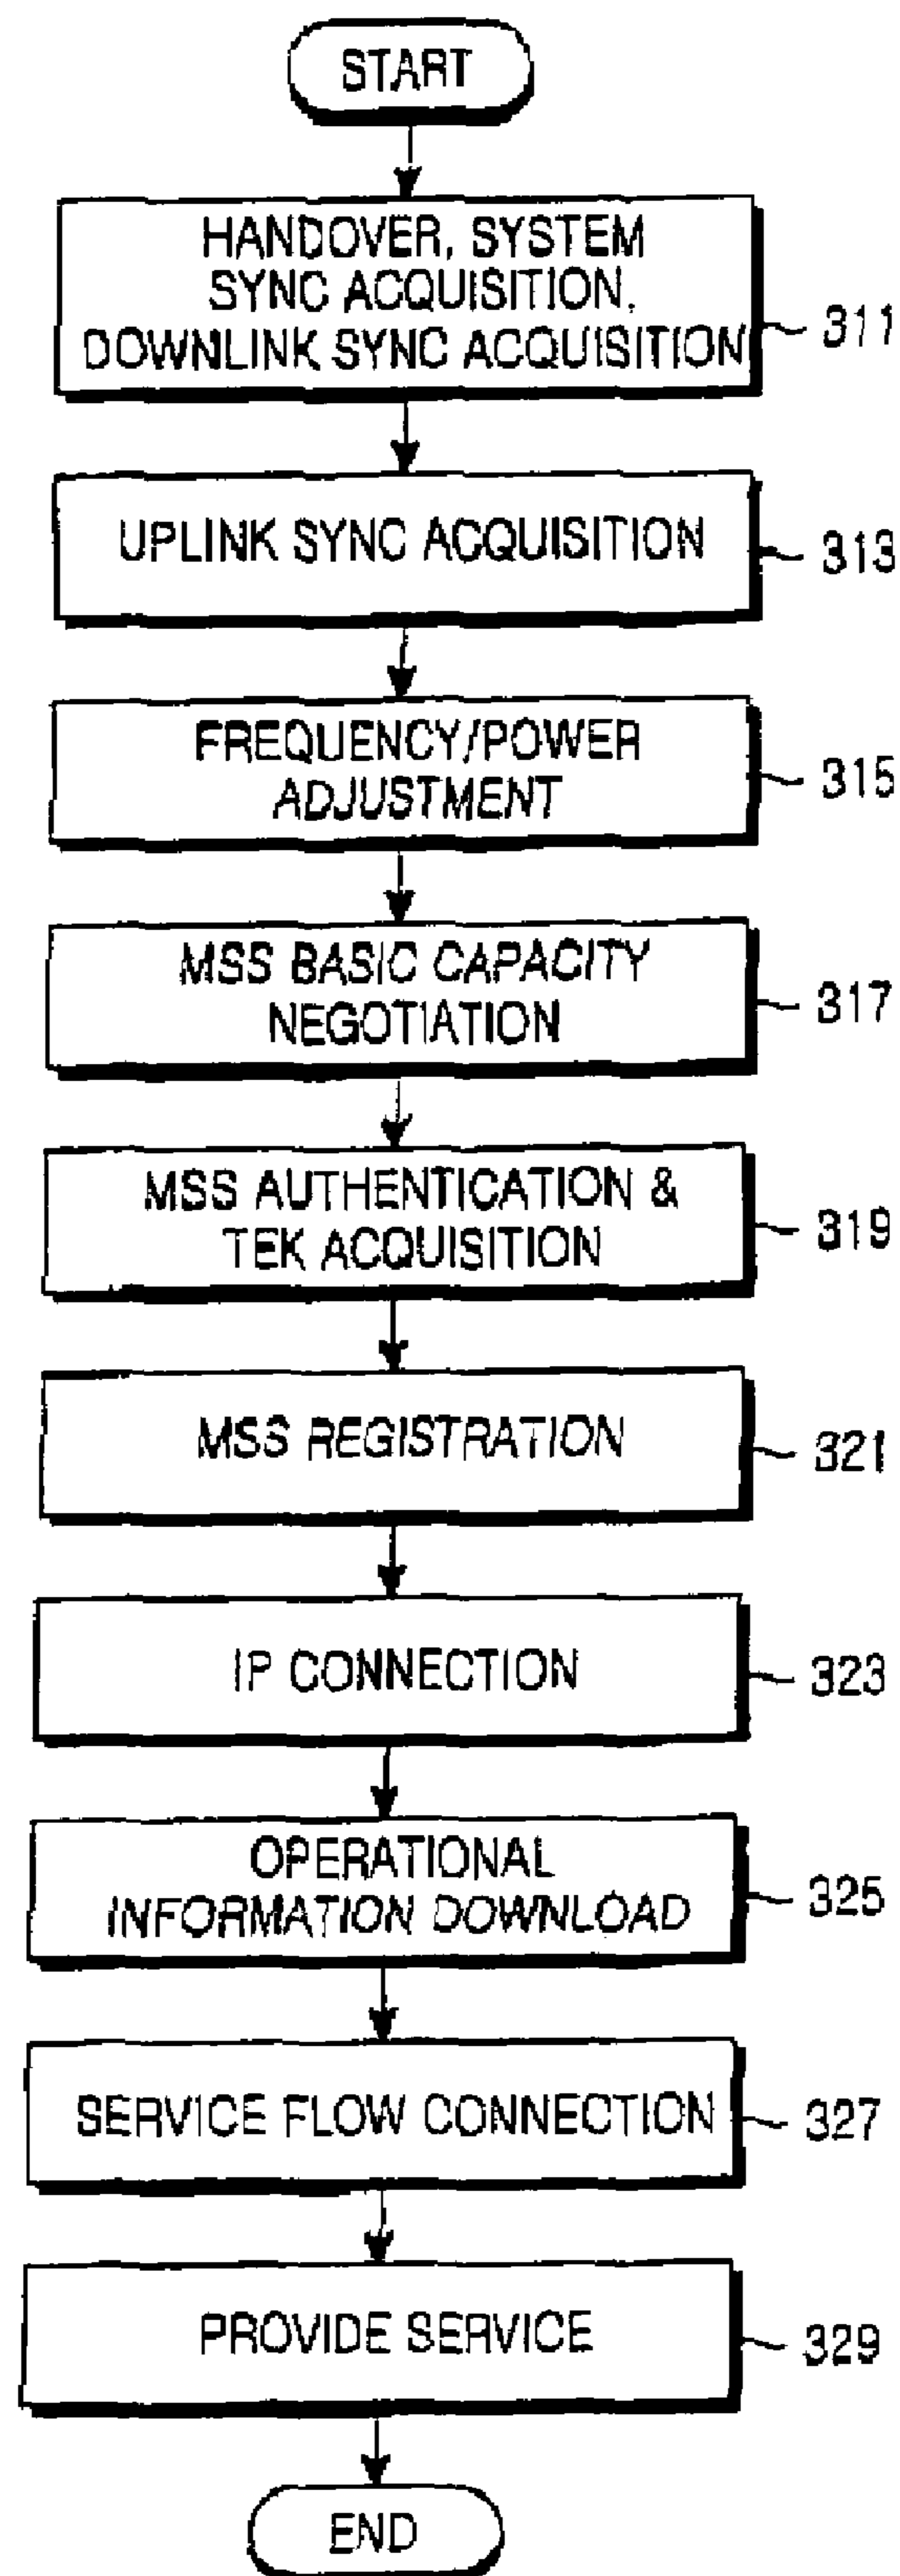 START
HANDOVER, SYSTEM
SYNC ACQUISITION,
DOWNLINK SYNC ACQUISITION
311
UPLINK SYNC ACQUISITION
313
FREQUENCY/POWER
ADJUSTMENT
315
MSS BASIC CAPACITY
NEGOTIATION
317
MSS AUTHENTICATION &
TEK ACQUISITION
319
MSS REGISTRATION
321
IP CONNECTION
323
OPERATIONAL
INFORMATION DOWNLOAD
325
SERVICE FLOW CONNECTION
327
PROVIDE SERVICE
329
END